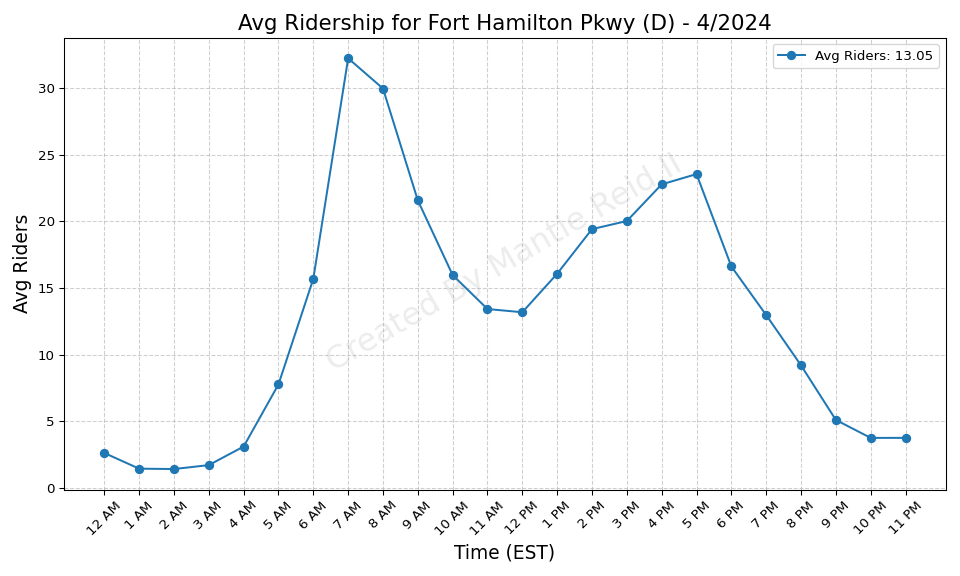 Avg Ridership for Fort Hamilton Pkwy (D) - 4/2024
Avg Riders: 13.05
Avg Riders
30
25
20
15
10
5
0
Created By Mantle Reid II
12 AM
1 AM
2 AM
3 AM
4 AM
5 AM
6 AM
7 AM
8 AM
9 AM
10 AM
11 AM
12 PM
1 PM
2 PM
3 PM
4 PM
5 PM
6 PM
7 PM
8 PM
9 PM
10 PM
11 PM
Time (EST)